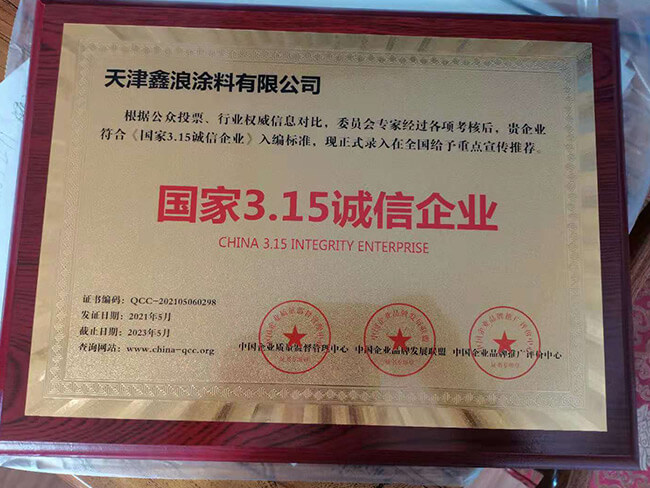 天津鑫浪涂料有限公司
根据公众投票、行业权威信息对比，委员会专家经过各项考核后，贵企业
符合《国家3.15诚信企业》入编标准，现正式录入在全国给予重点宣传推荐。
国家3.15诚信企业
CHINA 3.15 INTEGRITY ENTERPRISE
证书编码：QCC-202105060298
发证日期：2021年5月
截止日期：2023年5月
查询网站：www.china-qcc.org
中国企业质量监督管理中心 中国企业品牌发展联盟 中国企业品牌推广评价中心